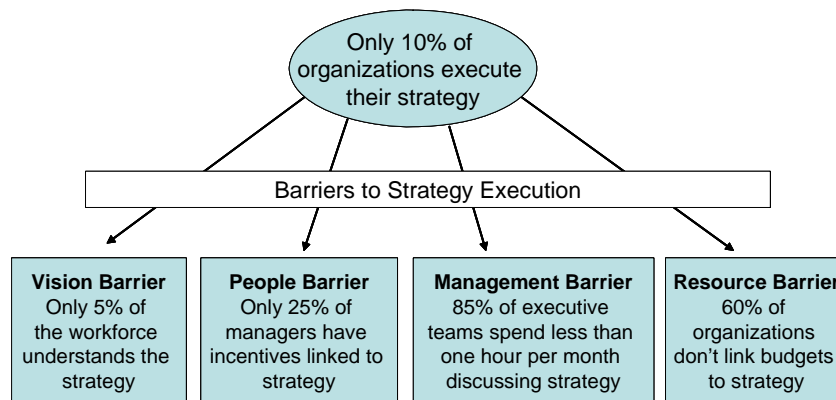 Only 10% of
organizations execute
their strategy
Barriers to Strategy Execution
Vision Barrier
Only 5% of
the workforce
understands the
strategy
People Barrier
Only 25% of
managers have
incentives linked to
strategy
Management Barrier
85% of executive
teams spend less than
one hour per month
discussing strategy
Resource Barrier
60% of
organizations
don’t link budgets
to strategy